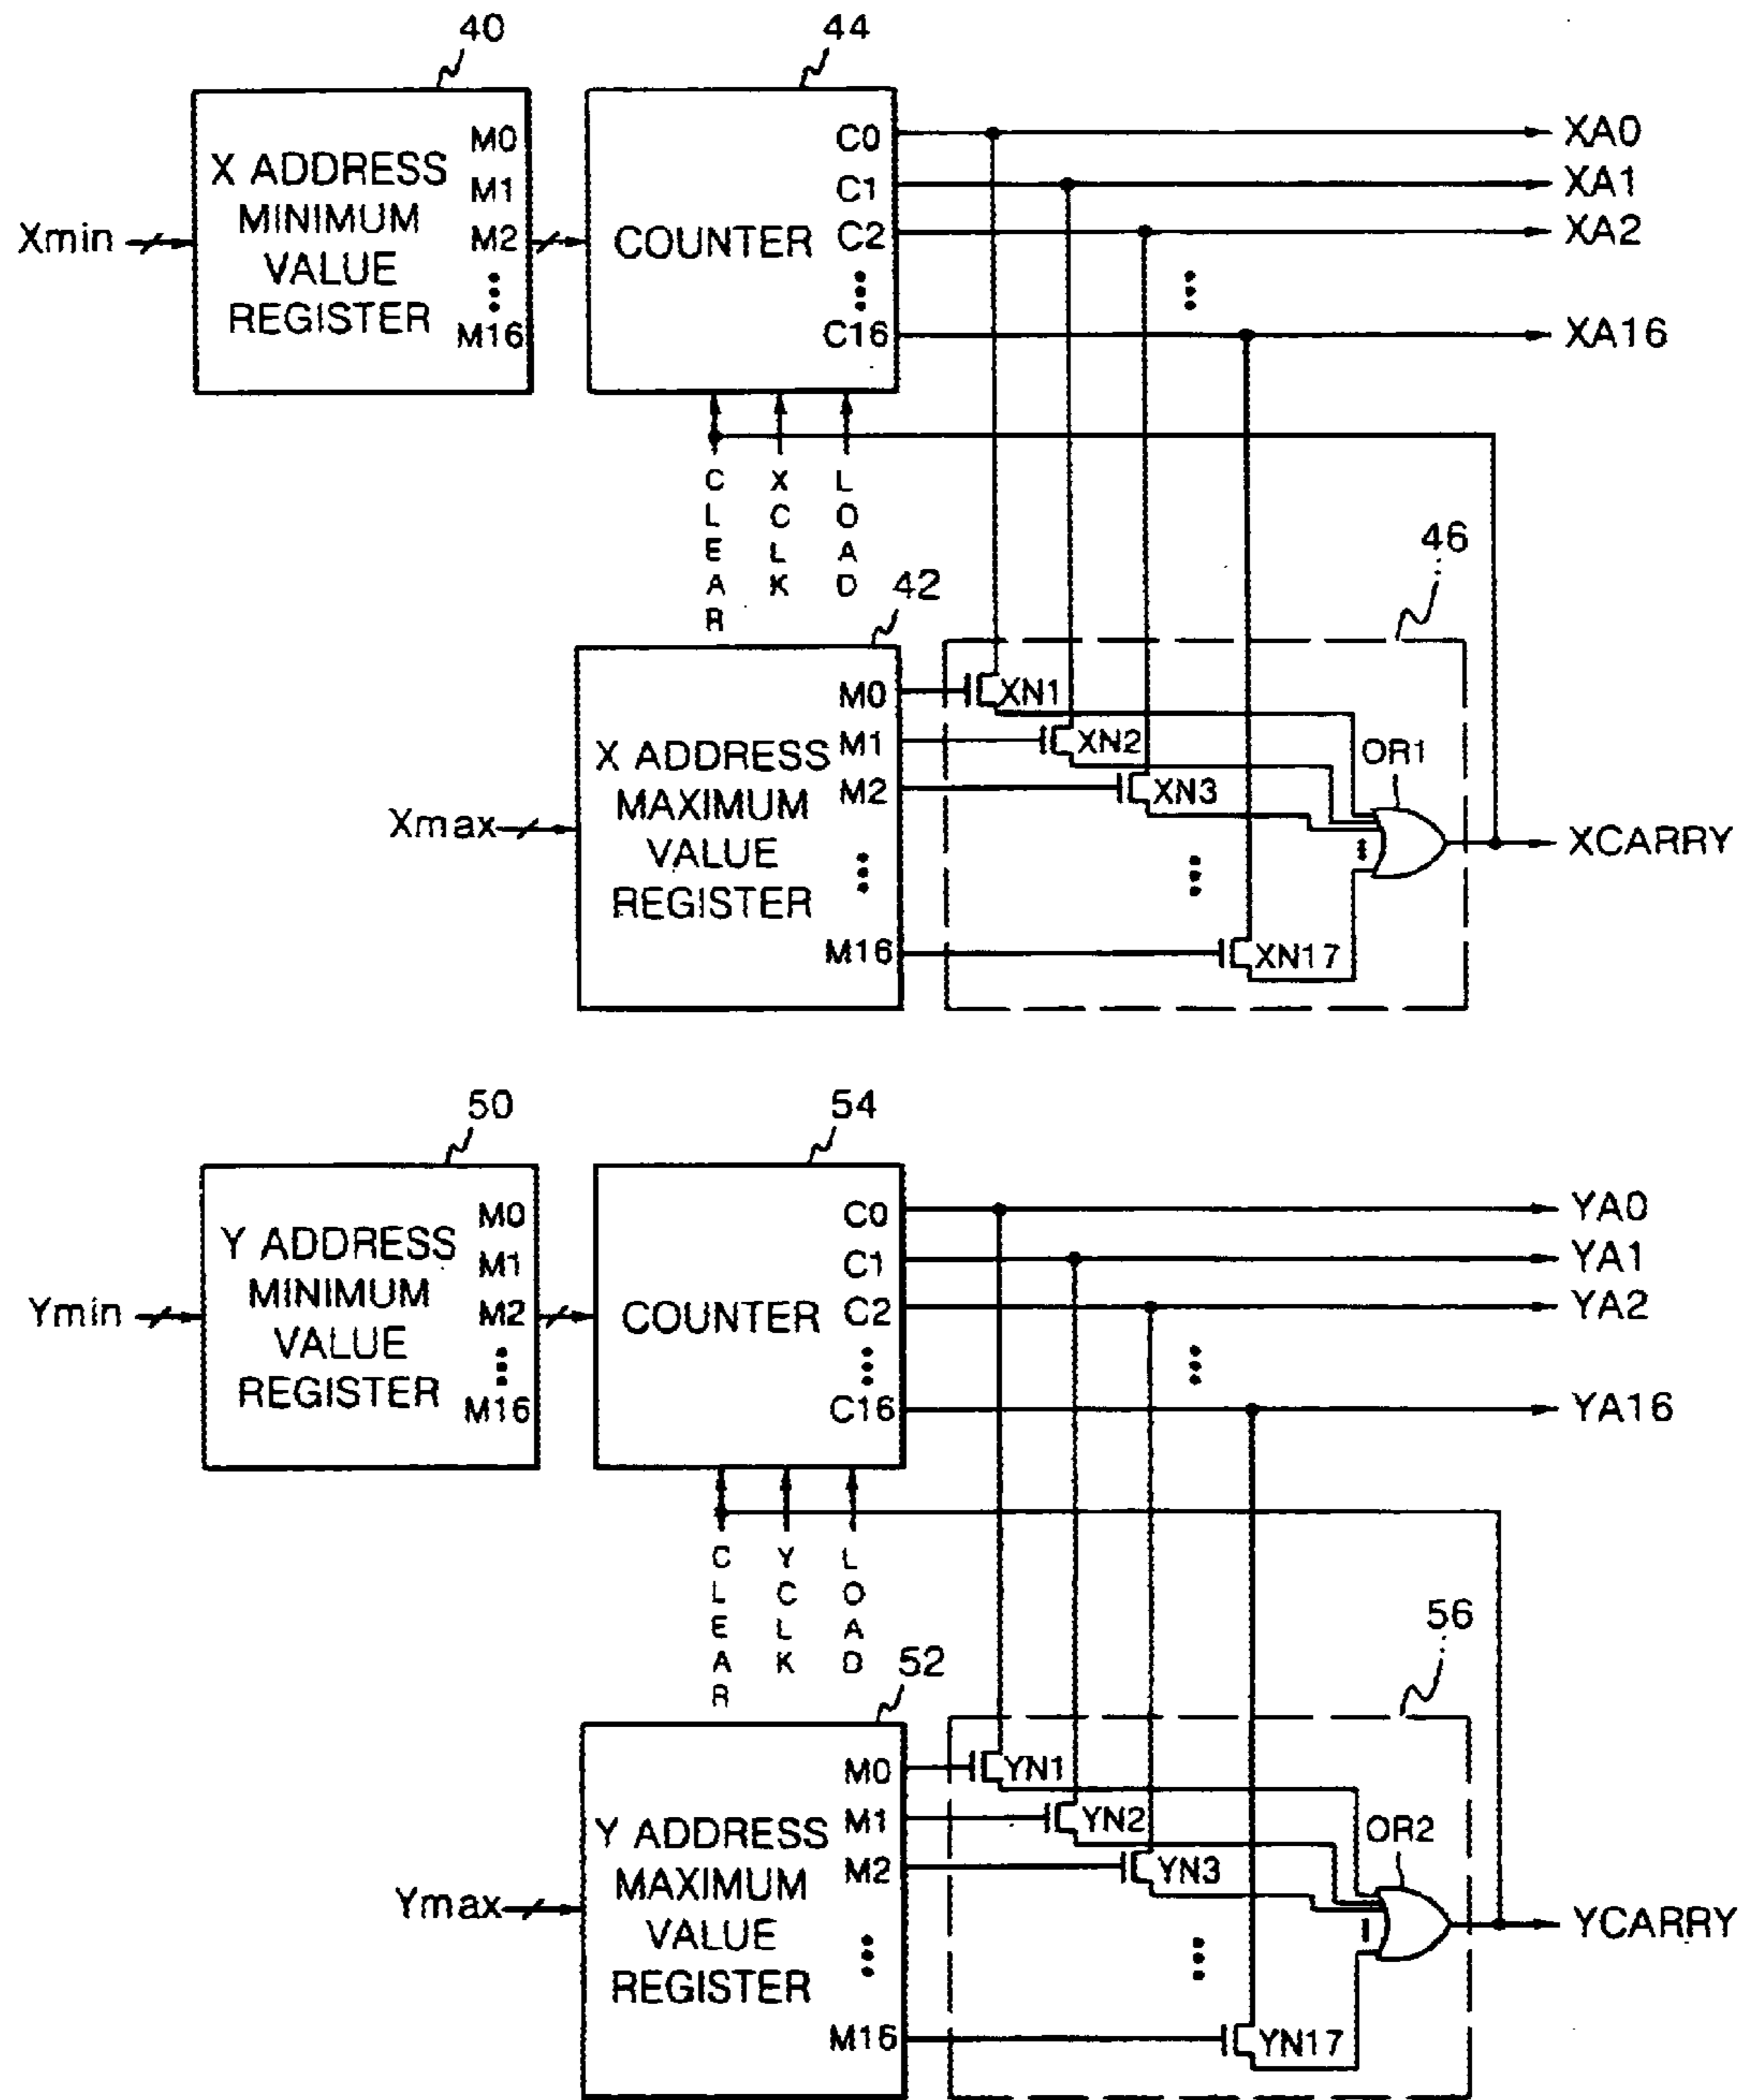 40
44
X ADDRESS
MINIMUM
VALUE
REGISTER
M0
M1
M2
M16
Xmin
COUNTER
C0
C1
C2
C16
XA0
XA1
XA2
XA16
CLEAR
XCLK
LOAD
42
46
X ADDRESS
MAXIMUM
VALUE
REGISTER
M0
M1
M2
M16
Xmax
XN1
XN2
XN3
XN17
OR1
XCARRY
50
54
Y ADDRESS
MINIMUM
VALUE
REGISTER
M0
M1
M2
M16
Ymin
COUNTER
C0
C1
C2
C16
YA0
YA1
YA2
YA16
CLEAR
YCLK
LOAD
52
56
Y ADDRESS
MAXIMUM
VALUE
REGISTER
M0
M1
M2
M16
Ymax
YN1
YN2
YN3
YN17
OR2
YCARRY